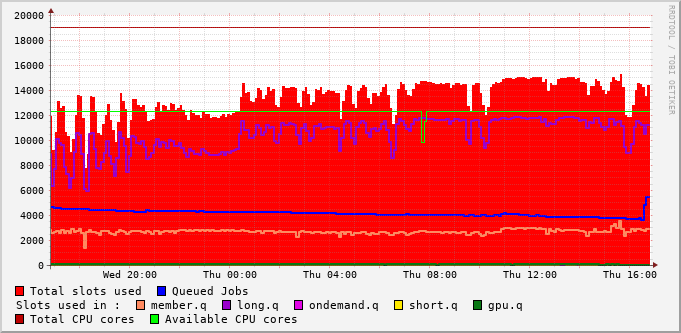 20000
18000
16000
14000
12000
10000
8000
6000
4000
2000
0
Wed 20:00 Thu 00:00 Thu 04:00 Thu 08:00 Thu 12:00 Thu 16:00
Total slots used Queued Jobs
Slots used in : member.q long.q ondemand.q short.q gpu.q
Total CPU cores Available CPU cores
RRDTOOL / TOBI OETIKER